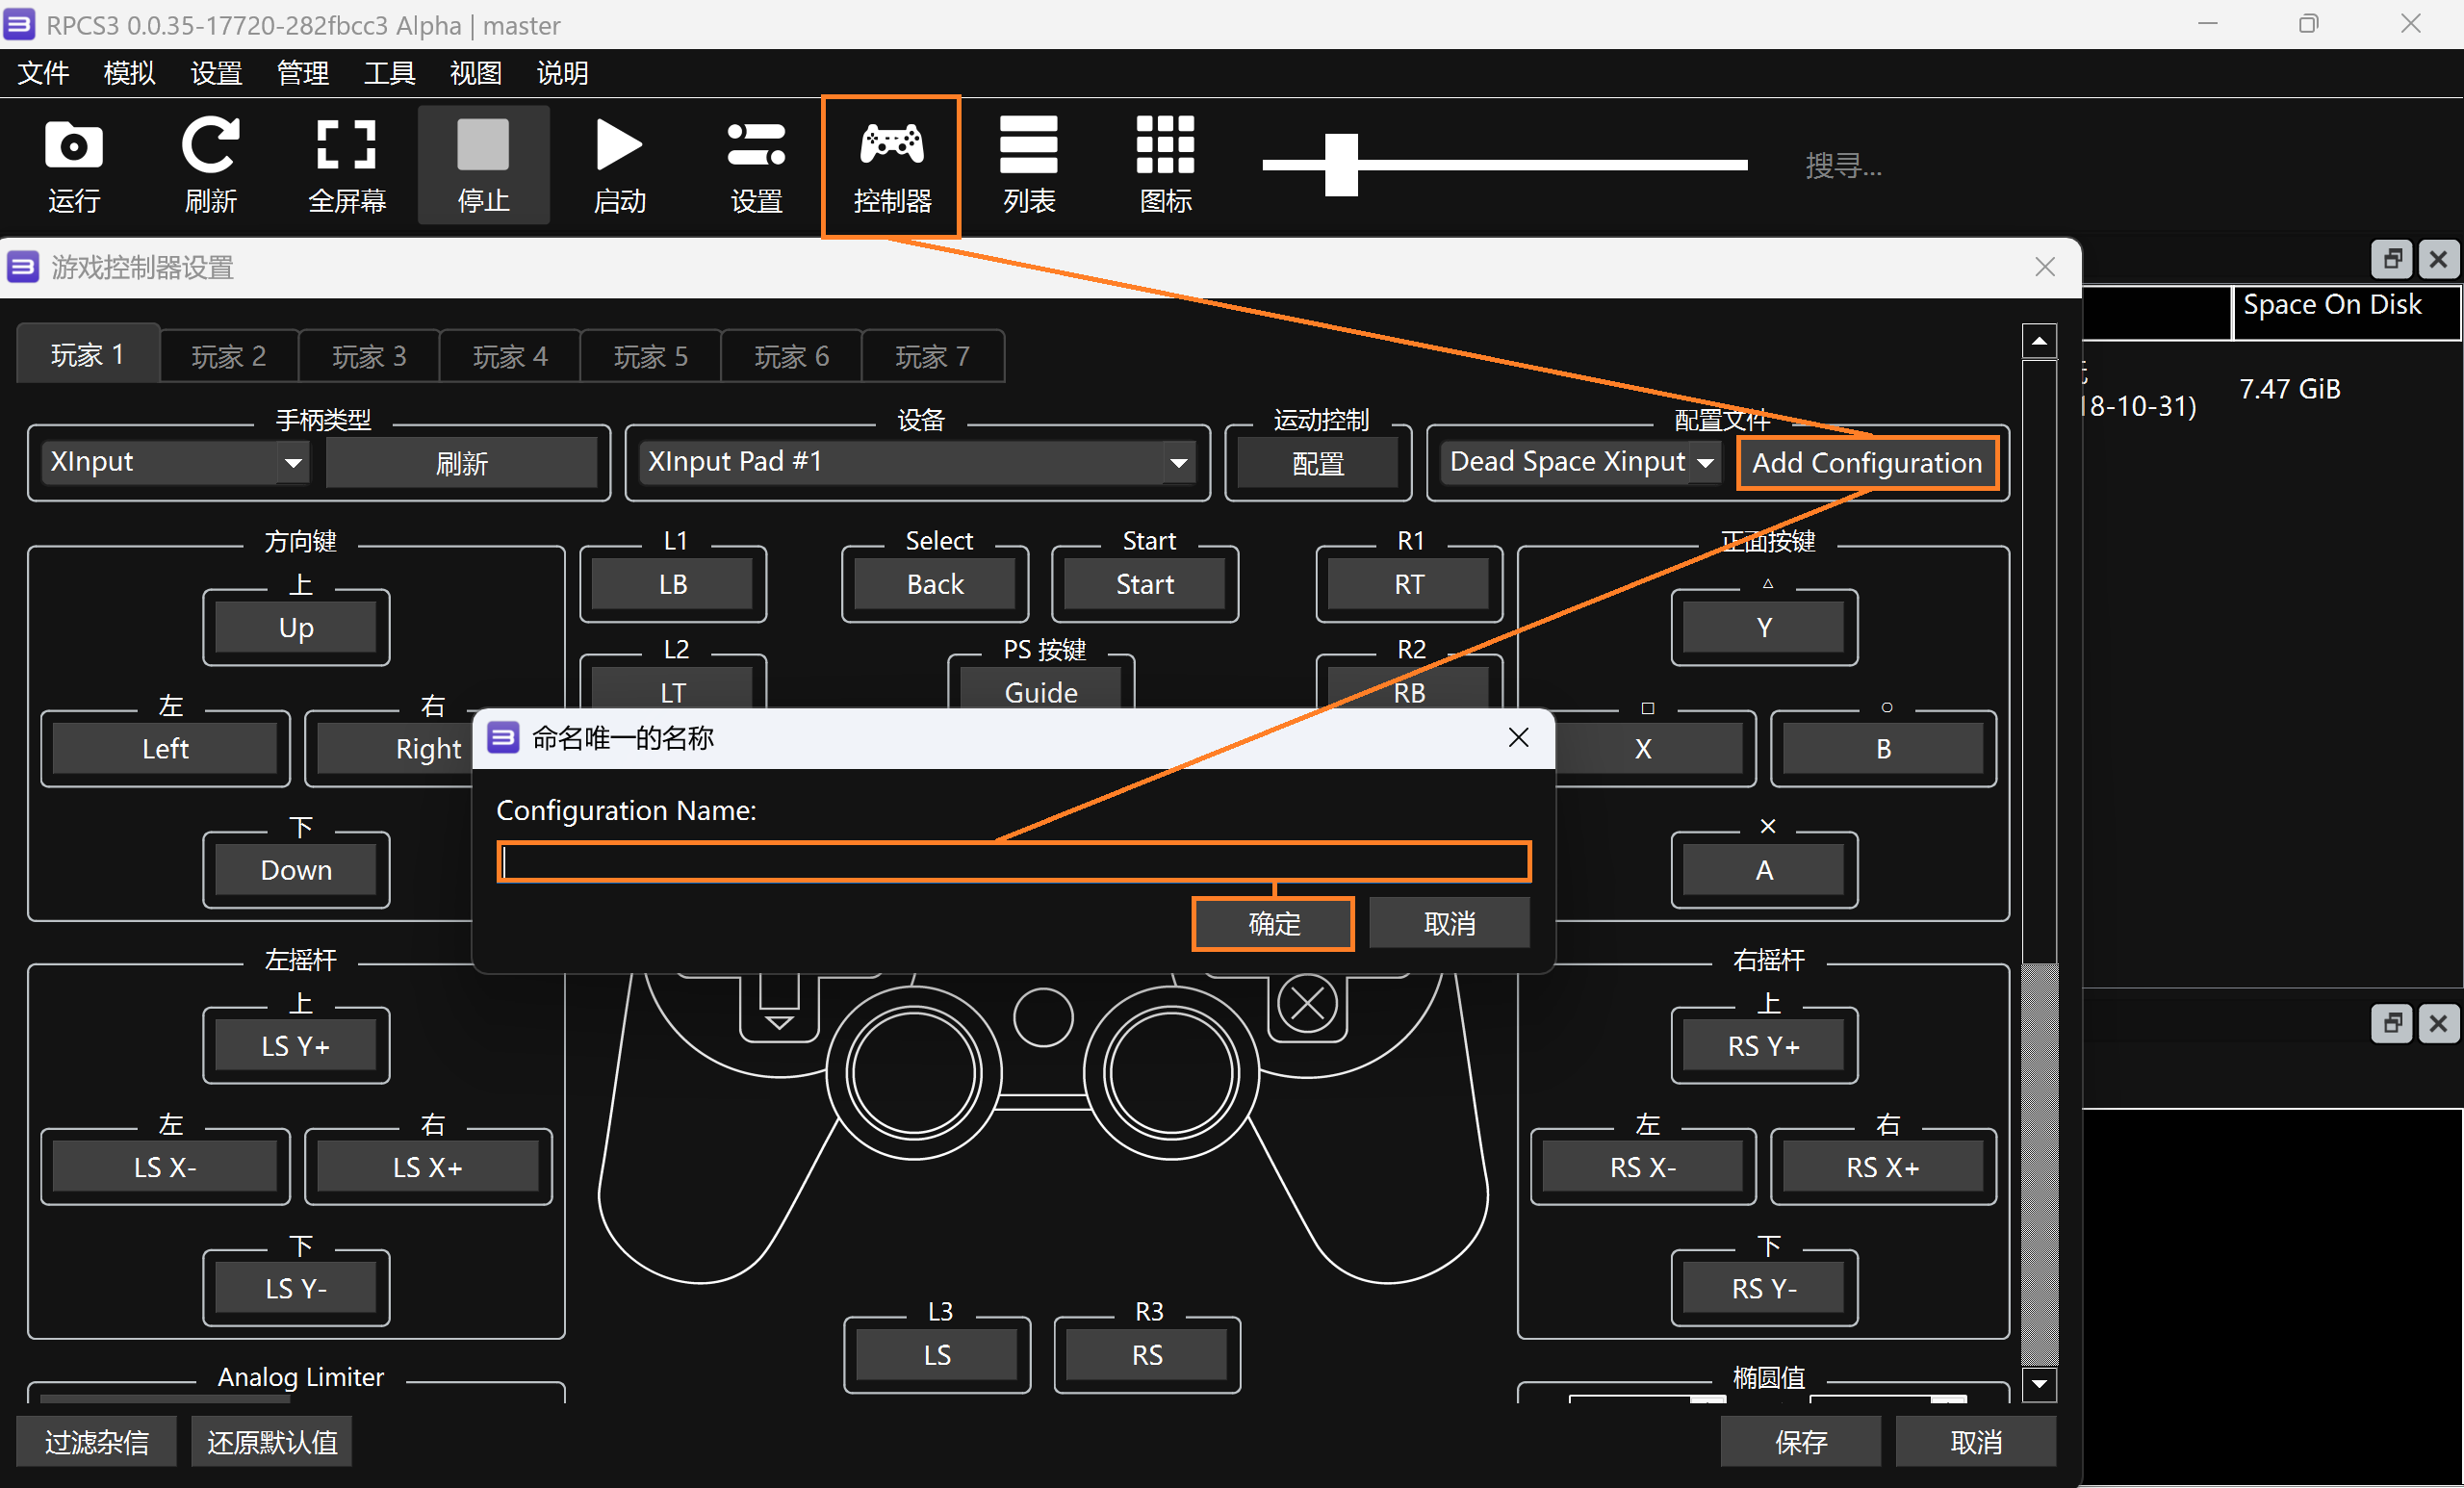 RPCS3 0.0.35-17720-282fbcc3 Alpha | master
文件 模拟 设置 管理 工具 视图 说明
运行 刷新 全屏幕 停止 启动 设置 控制器 列表 图标 搜寻...
游戏控制器设置
Space On Disk
玩家 1 玩家 2 玩家 3 玩家 4 玩家 5 玩家 6 玩家 7
18-10-31) 7.47 GiB
手柄类型 设备 运动控制 配置文件
XInput 刷新 XInput Pad #1 配置 Dead Space Xinput Add Configuration
方向键 L1 Select Start R1 正面按键
上 LB Back Start RT △
Up L2 PS 按键 R2 Y
LT Guide RB
左 右 □ ○
Left Right 命名唯一的名称 X B
Configuration Name:
下 ×
Down A
确定 取消
左摇杆 右摇杆
上 上
LS Y+ RS Y+
左 右 左 右
LS X- LS X+ RS X- RS X+
下 下
LS Y- RS Y-
L3 R3
LS RS
Analog Limiter 椭圆值
过滤杂信 还原默认值 保存 取消